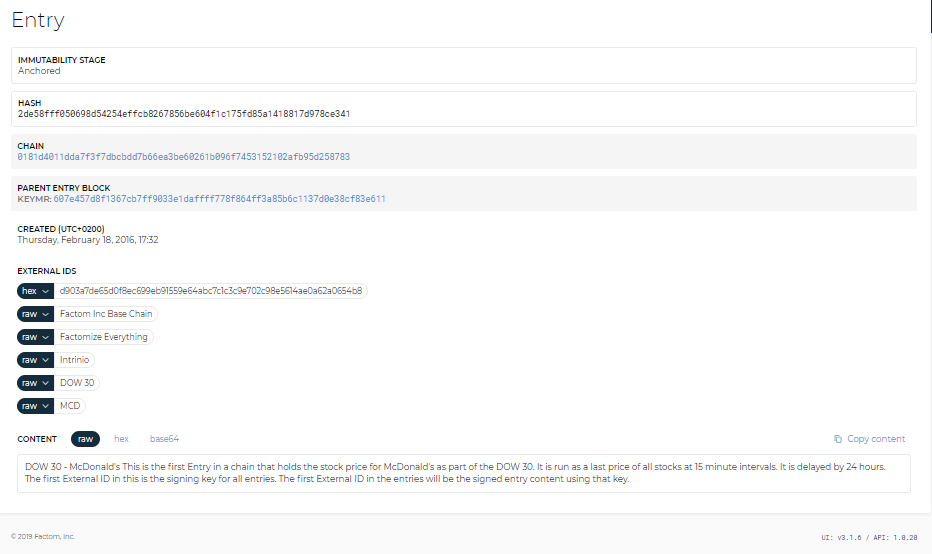 Entry
IMMUTABILITY STAGE
Anchored
HASH
2de58fff050698d54254effcb8267856be604f1c175fd85a1418817d978ce341
CHAIN
0181d4011dda7f3f7dbcbdd7b66ea3be60261b096f7453152102afb95d258783
PARENT ENTRY BLOCK
KEYMR: 607e457d8f1367cb7ff9033e1daffff778f864ff3a85b6c1137d0e38cf83e611
CREATED (UTC+0200)
Thursday, February 18, 2016, 17:32
EXTERNAL IDS
hex d903a7de65d0f8ec699eb91559e64abc7c1c3c9e702c98e5614ae0a62a0654b8
raw Factom Inc Base Chain
raw Factomize Everything
raw Intrinio
raw DOW 30
raw MCD
CONTENT raw hex base64 Copy content
DOW 30 - McDonald's This is the first Entry in a chain that holds the stock price for McDonald's as part of the DOW 30. It is run as a last price of all stocks at 15 minute intervals. It is delayed by 24 hours.
The first External ID in this is the signing key for all entries. The first External ID in the entries will be the signed entry content using that key.
© 2019 Factom, Inc. UI: v3.1.6 / API: 1.0.20